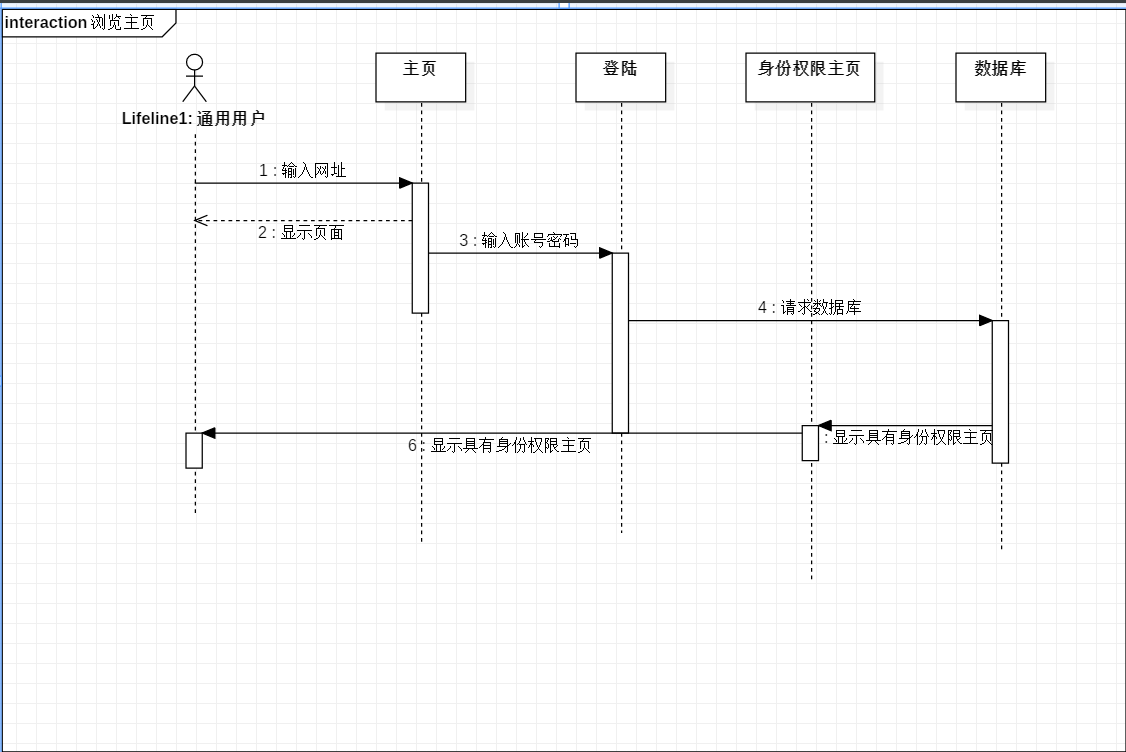 interaction 浏览主页
主页
登陆
身份权限主页
数据库
Lifeline1: 通用用户
1 : 输入网址
2 : 显示页面
3 : 输入账号密码
4 : 请求数据库
: 显示具有身份权限主页
6 : 显示具有身份权限主页